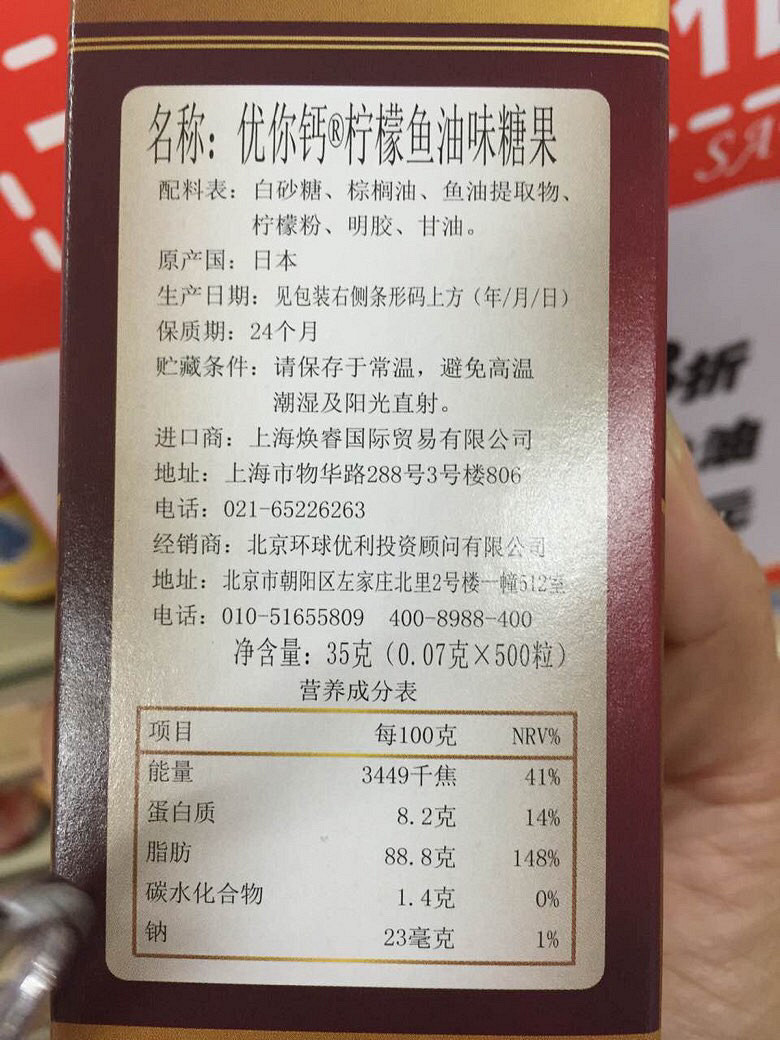 名称：优你钙®柠檬鱼油味糖果
配料表：白砂糖、棕榈油、鱼油提取物、
柠檬粉、明胶、甘油。
原产国：日本
生产日期：见包装右侧条形码上方（年/月/日）
保质期：24个月
贮藏条件：请保存于常温，避免高温
潮湿及阳光直射。
进口商：上海焕睿国际贸易有限公司
地址：上海市物华路288号3号楼806
电话：021-65226263
经销商：北京环球优利投资顾问有限公司
地址：北京市朝阳区左家庄北里2号楼一幢512室
电话：010-51655809 400-8988-400
净含量：35克（0.07克×500粒）
营养成分表
项目 每100克 NRV%
能量 3449千焦 41%
蛋白质 8.2克 14%
脂肪 88.8克 148%
碳水化合物 1.4克 0%
钠 23毫克 1%
SA
折
油